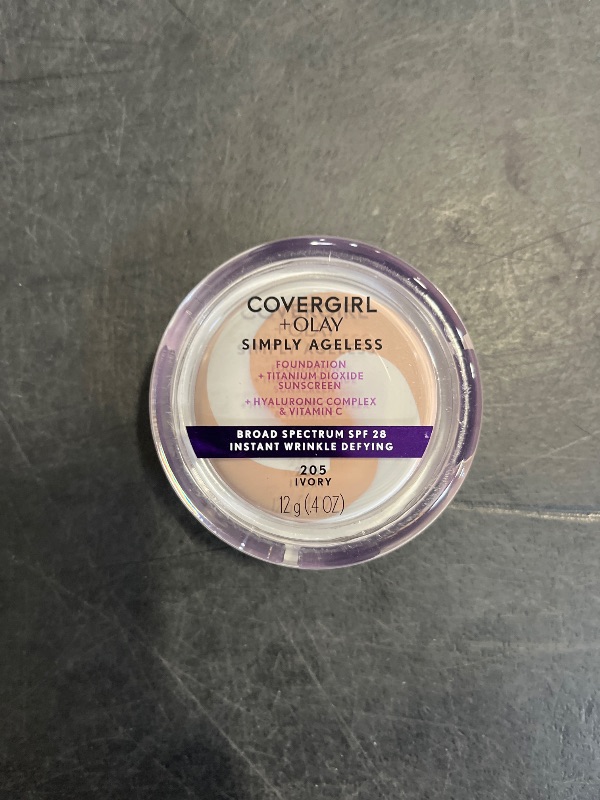 COVERGIRL
+OLAY
SIMPLY AGELESS
FOUNDATION
+ TITANIUM DIOXIDE
SUNSCREEN
+ HYALURONIC COMPLEX
& VITAMIN C
BROAD SPECTRUM SPF 28
INSTANT WRINKLE DEFYING
205
IVORY
12 g (.4 OZ)